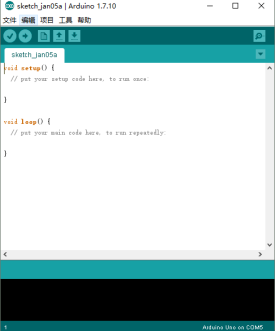 sketch_jan05a | Arduino 1.7.10
文件 编辑 项目 工具 帮助
sketch_jan05a
void setup() {
// put your setup code here, to run once:
}
void loop() {
// put your main code here, to run repeatedly:
}
1 Arduino Uno on COM5